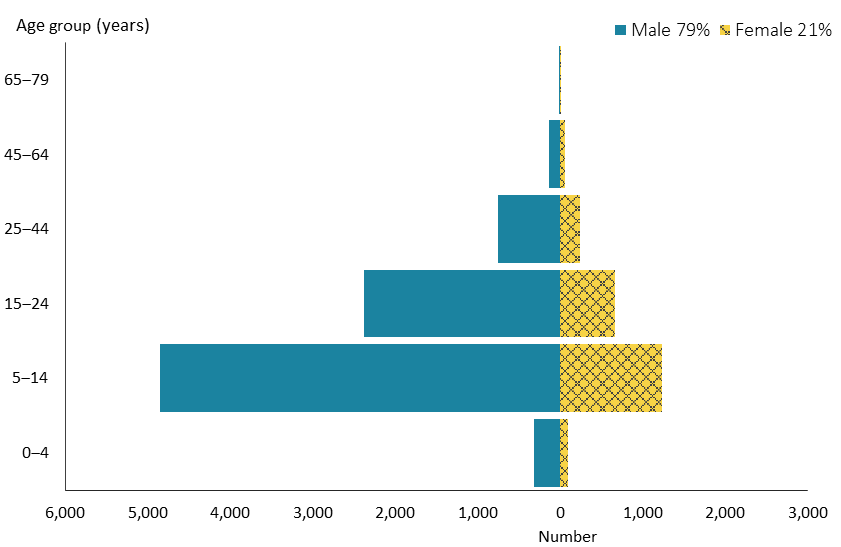 Age group (years)
Male 79% Female 21%
65–79
45–64
25–44
15–24
5–14
0–4
6,000 5,000 4,000 3,000 2,000 1,000 0 1,000 2,000 3,000
Number